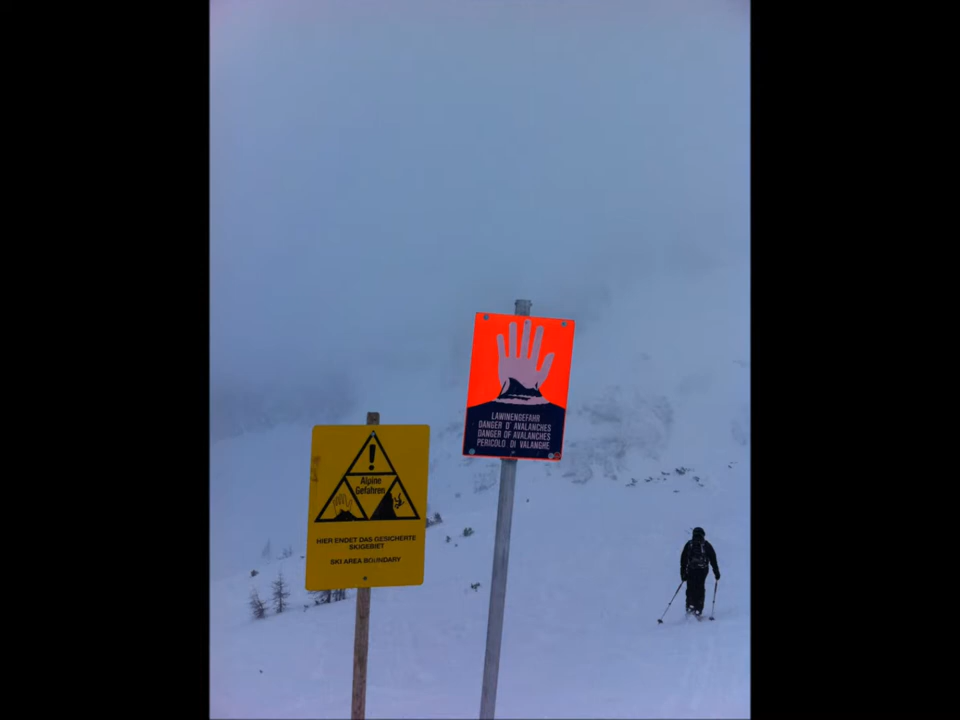 LAWINENGEFAHR
DANGER D' AVALANCHES
DANGER OF AVALANCHES
PERICOLO DI VALANGHE
!
Alpine
Gefahren
HIER ENDET DAS GESICHERTE
SKIGEBIET
SKI AREA BOUNDARY